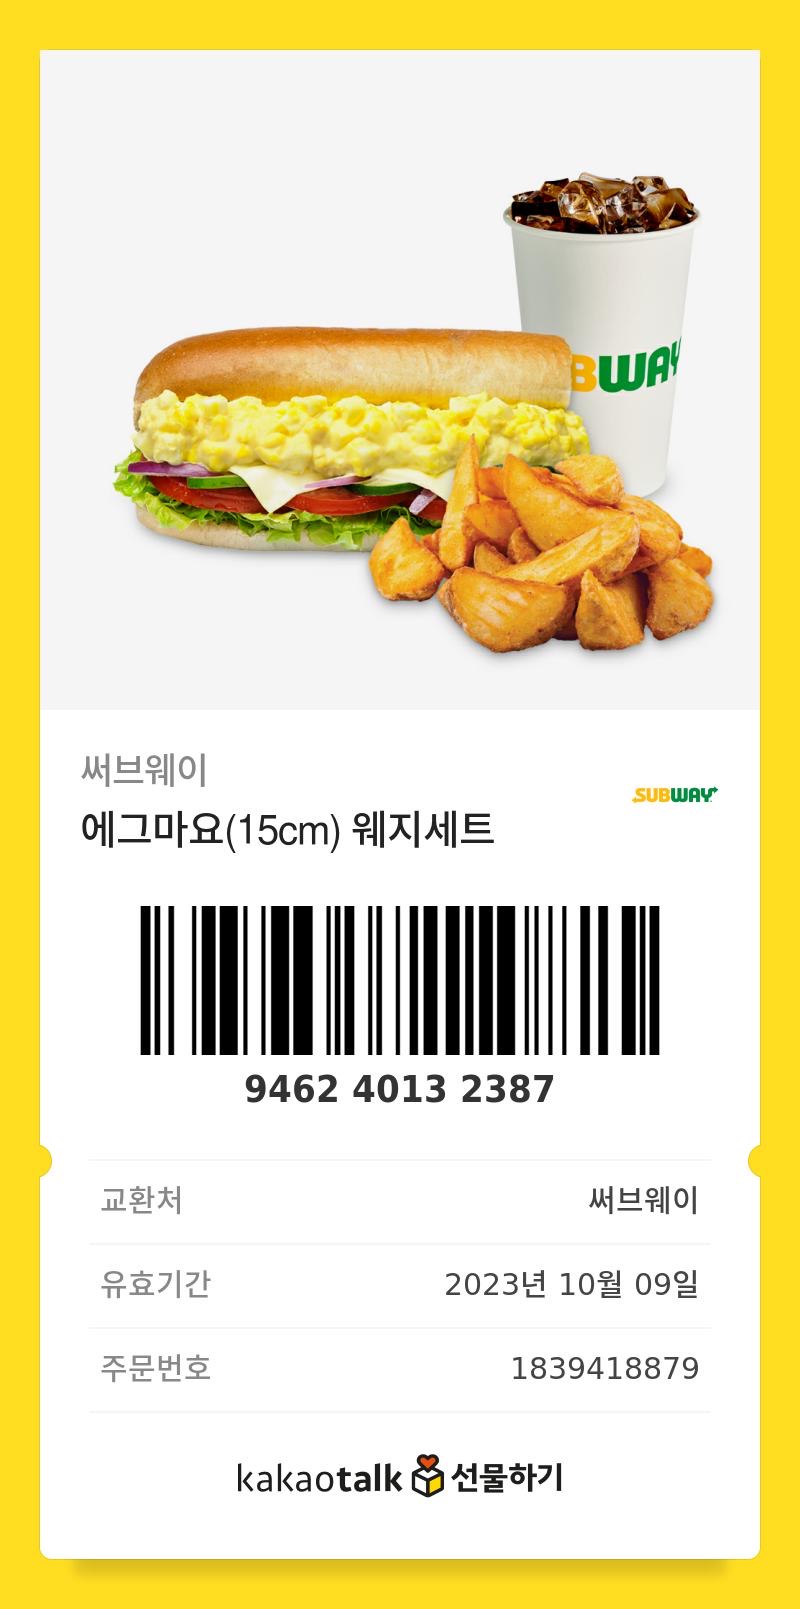 BWAY
써브웨이
SUBWAY
에그마요(15cm) 웨지세트
9462 4013 2387
교환처 써브웨이
유효기간 2023년 10월 09일
주문번호 1839418879
kakaotalk 선물하기